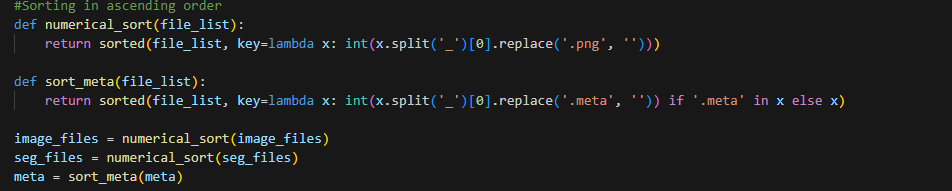 #Sorting in ascending order
def numerical_sort(file_list):
    return sorted(file_list, key=lambda x: int(x.split('_')[0].replace('.png', '')))
def sort_meta(file_list):
    return sorted(file_list, key=lambda x: int(x.split('_')[0].replace('.meta', '')) if '.meta' in x else x)
image_files = numerical_sort(image_files)
seg_files = numerical_sort(seg_files)
meta = sort_meta(meta)